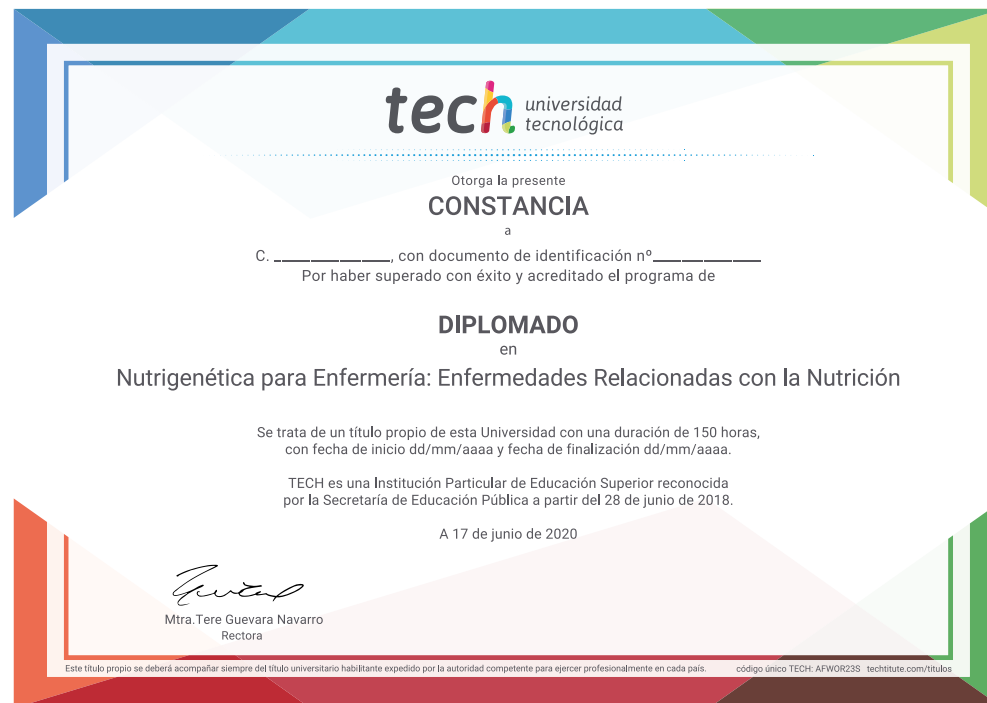 tech universidad
tecnológica
Otorga la presente
CONSTANCIA
a
C. ____________, con documento de identificación nº____________
Por haber superado con éxito y acreditado el programa de
DIPLOMADO
en
Nutrigenética para Enfermería: Enfermedades Relacionadas con la Nutrición
Se trata de un título propio de esta Universidad con una duración de 150 horas,
con fecha de inicio dd/mm/aaaa y fecha de finalización dd/mm/aaaa.
TECH es una Institución Particular de Educación Superior reconocida
por la Secretaría de Educación Pública a partir del 28 de junio de 2018.
A 17 de junio de 2020
Mtra.Tere Guevara Navarro
Rectora
Este título propio se deberá acompañar siempre del título universitario habilitante expedido por la autoridad competente para ejercer profesionalmente en cada país. código único TECH: AFWOR23S techtitute.com/titulos